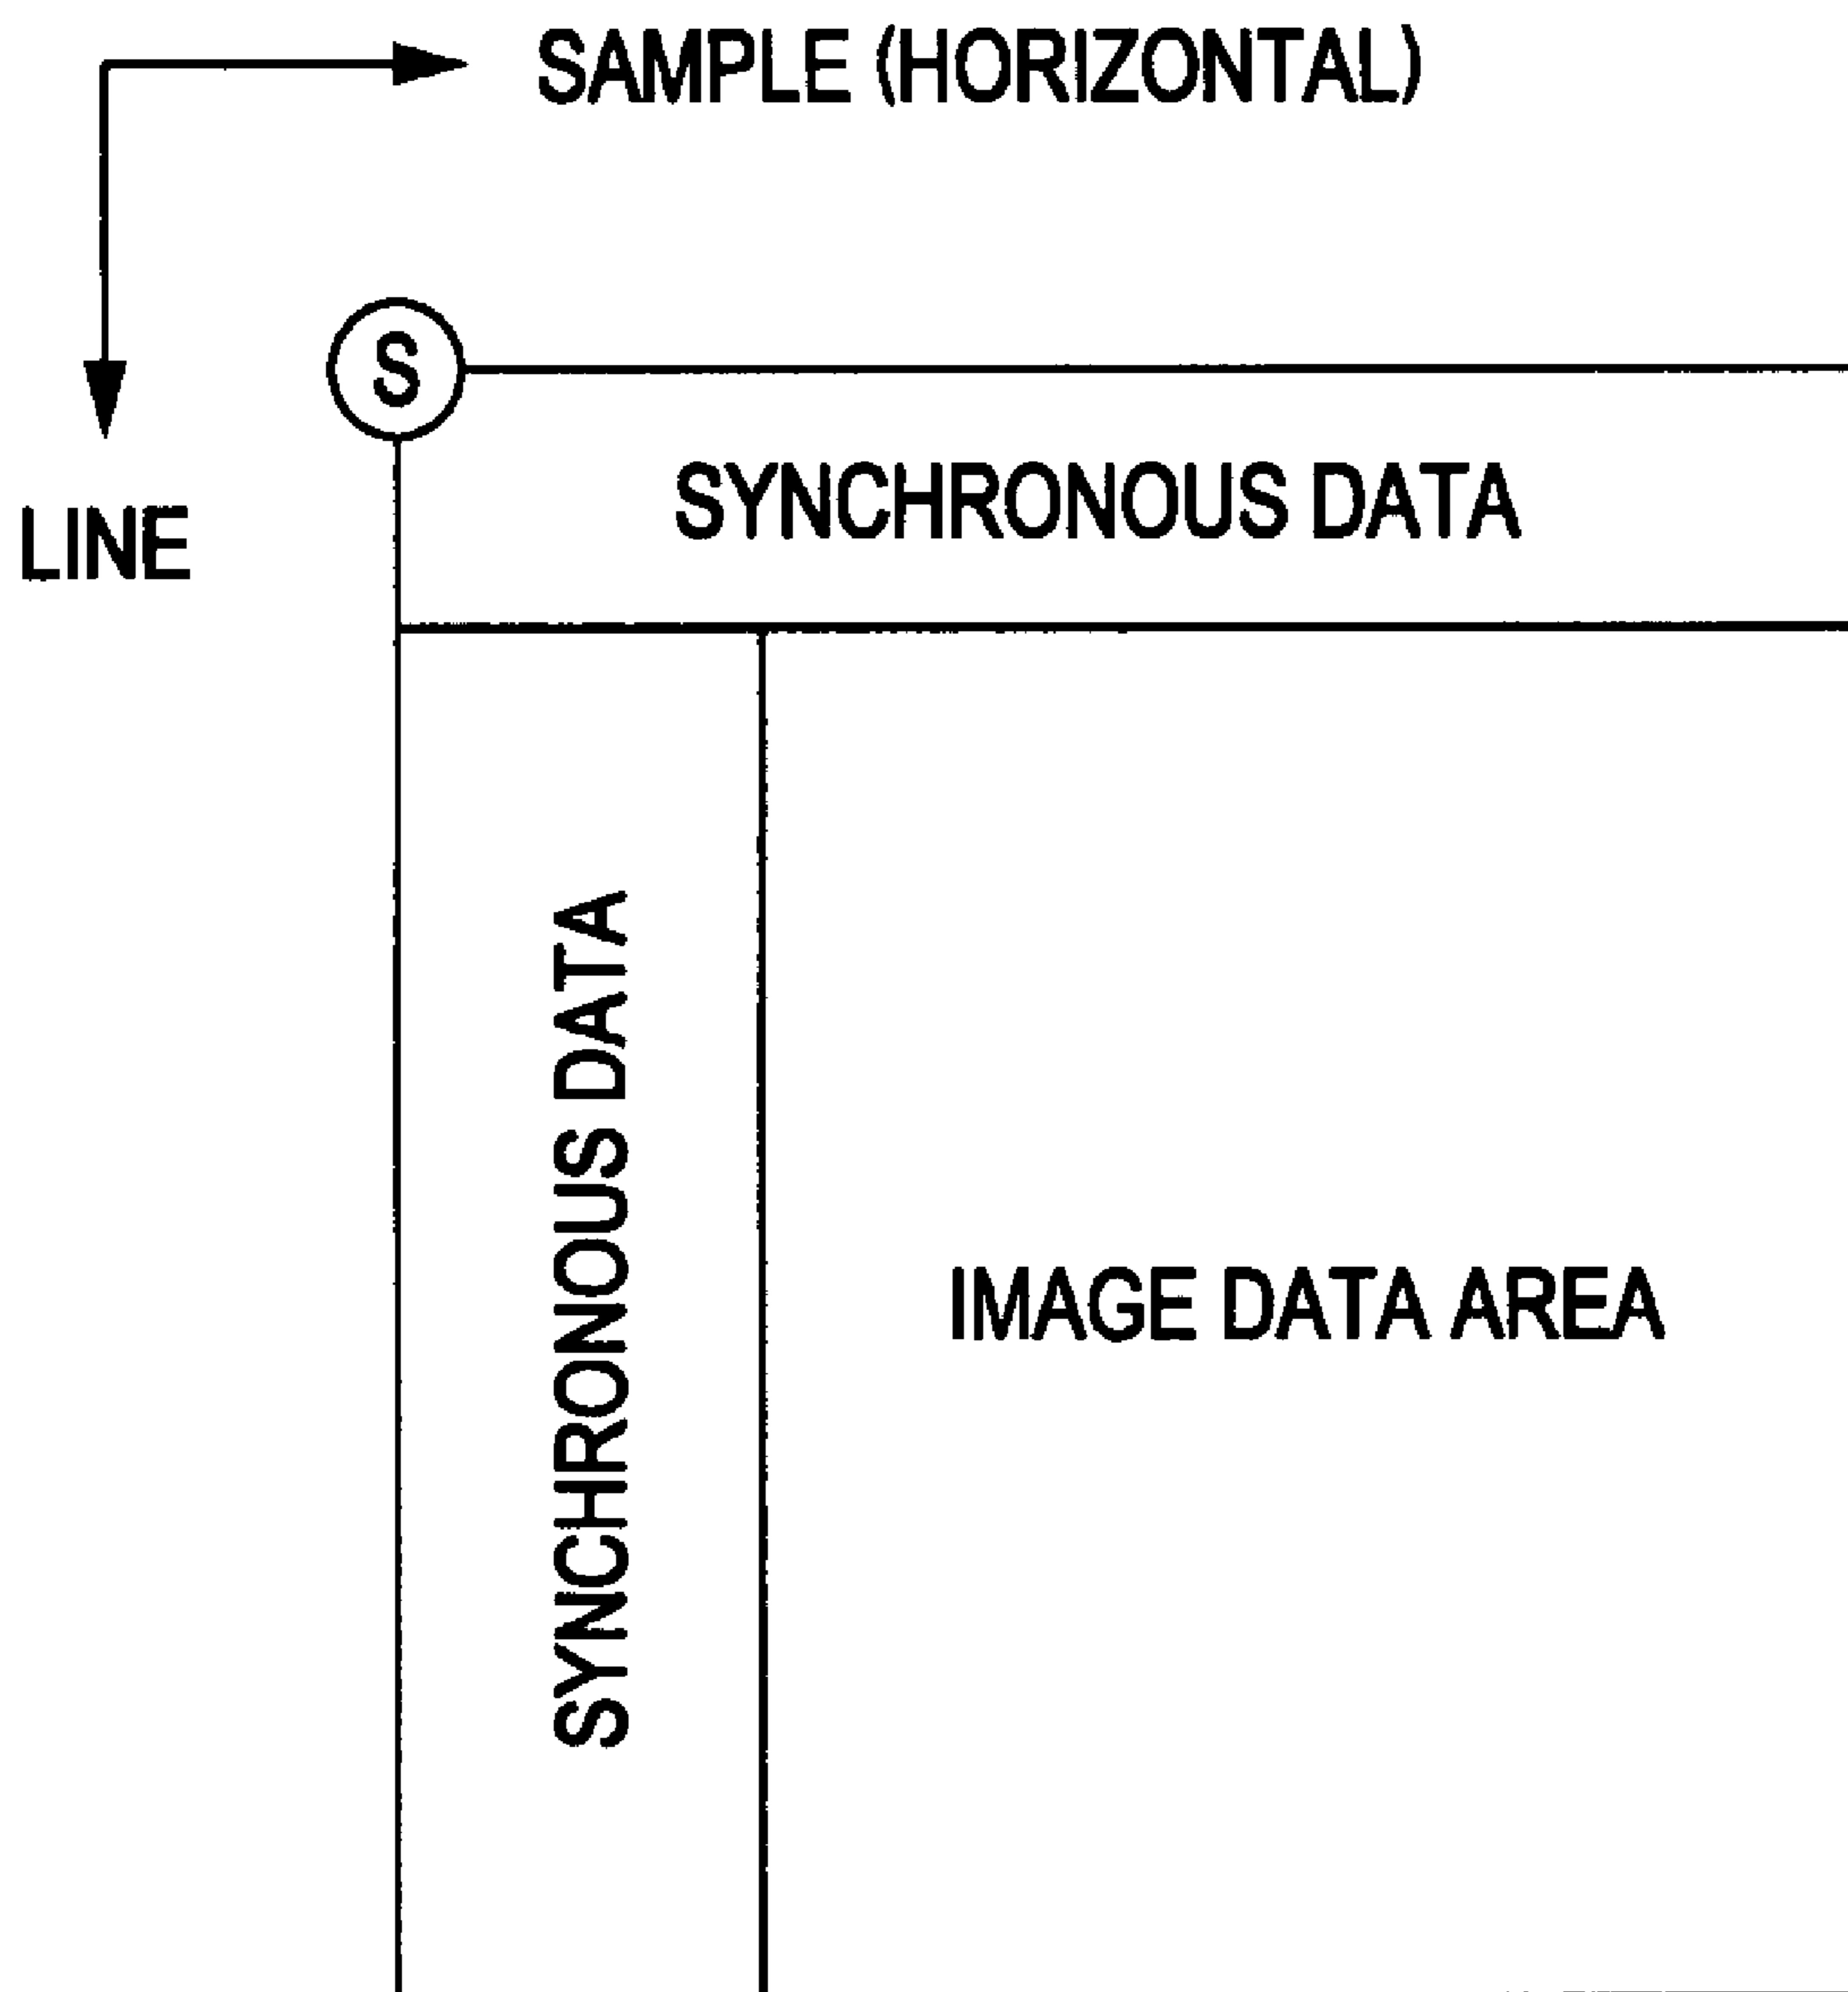 SAMPLE (HORIZONTAL)
S
SYNCHRONOUS DATA
LINE
SYNCHRONOUS DATA
IMAGE DATA AREA